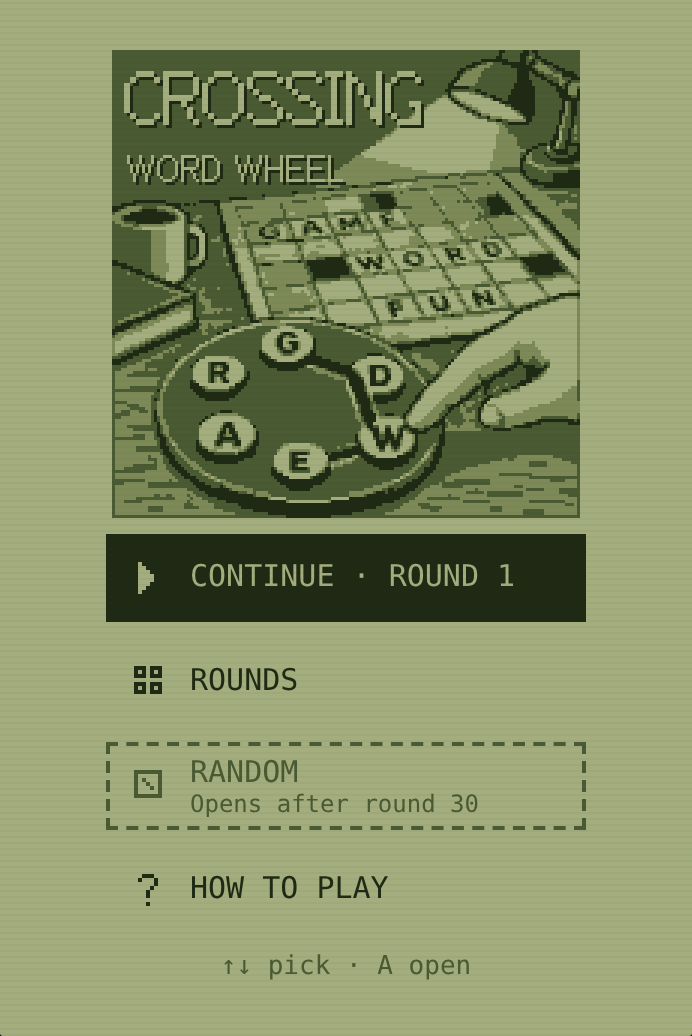 CROSSING
WORD WHEEL
GAME
WORD
FUN
G
R
D
A
W
E
CONTINUE · ROUND 1
ROUNDS
RANDOM
Opens after round 30
? HOW TO PLAY
↑↓ pick · A open